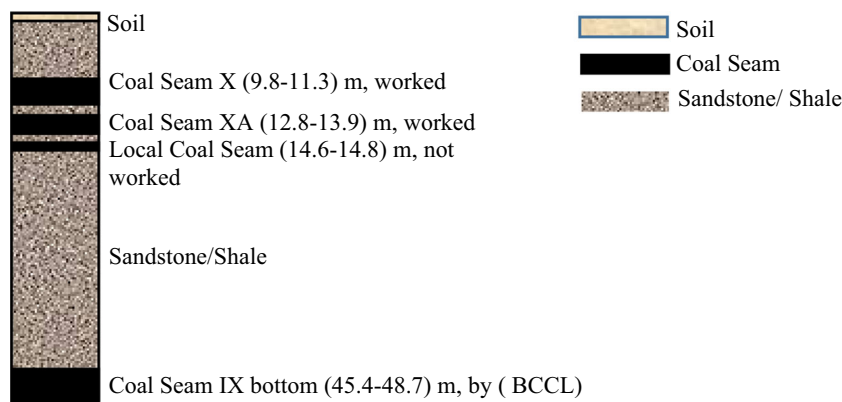 Soil
Coal Seam X (9.8-11.3) m, worked
Coal Seam XA (12.8-13.9) m, worked
Local Coal Seam (14.6-14.8) m, not
worked
Sandstone/Shale
Coal Seam IX bottom (45.4-48.7) m, by ( BCCL)
Soil
Coal Seam
Sandstone/ Shale